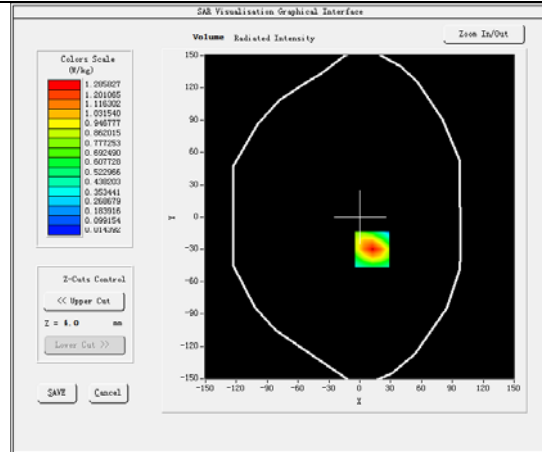 SAR Visualisation Graphical Interface
Volume Radiated Intensity
Zoom In/Out
Colors Scale
(W/kg)
1.285827
1.201065
1.116302
1.031540
0.946777
0.862015
0.777253
0.692490
0.607728
0.522966
0.438203
0.353441
0.268679
0.183916
0.099154
0.014392
150
120
90
60
30
0
-30
-60
-90
-120
-150
Y
-150 -120 -90 -60 -30 0 30 60 90 120 150
X
Z-Cuts Control
<< Upper Cut
Z = 4.0 mm
Lower Cut >>
SAVE Cancel